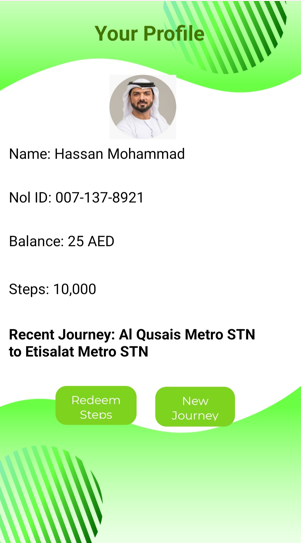 Your Profile
Name: Hassan Mohammad
Nol ID: 007-137-8921
Balance: 25 AED
Steps: 10,000
Recent Journey: Al Qusais Metro STN
to Etisalat Metro STN
Redeem
Steps
New
Journey